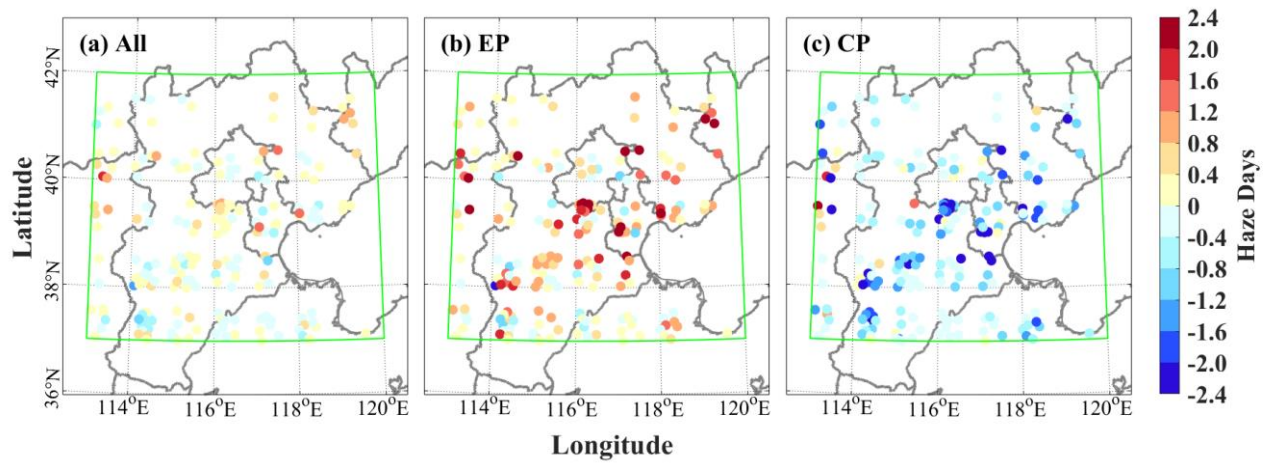 (a) All
(b) EP
(c) CP
42°N
40°N
38°N
36°N
Latitude
114°E 116°E 118°E 120°E
114°E 116°E 118°E 120°E
114°E 116°E 118°E 120°E
Longitude
2.4
2.0
1.6
1.2
0.8
0.4
0
-0.4
-0.8
-1.2
-1.6
-2.0
-2.4
Haze Days